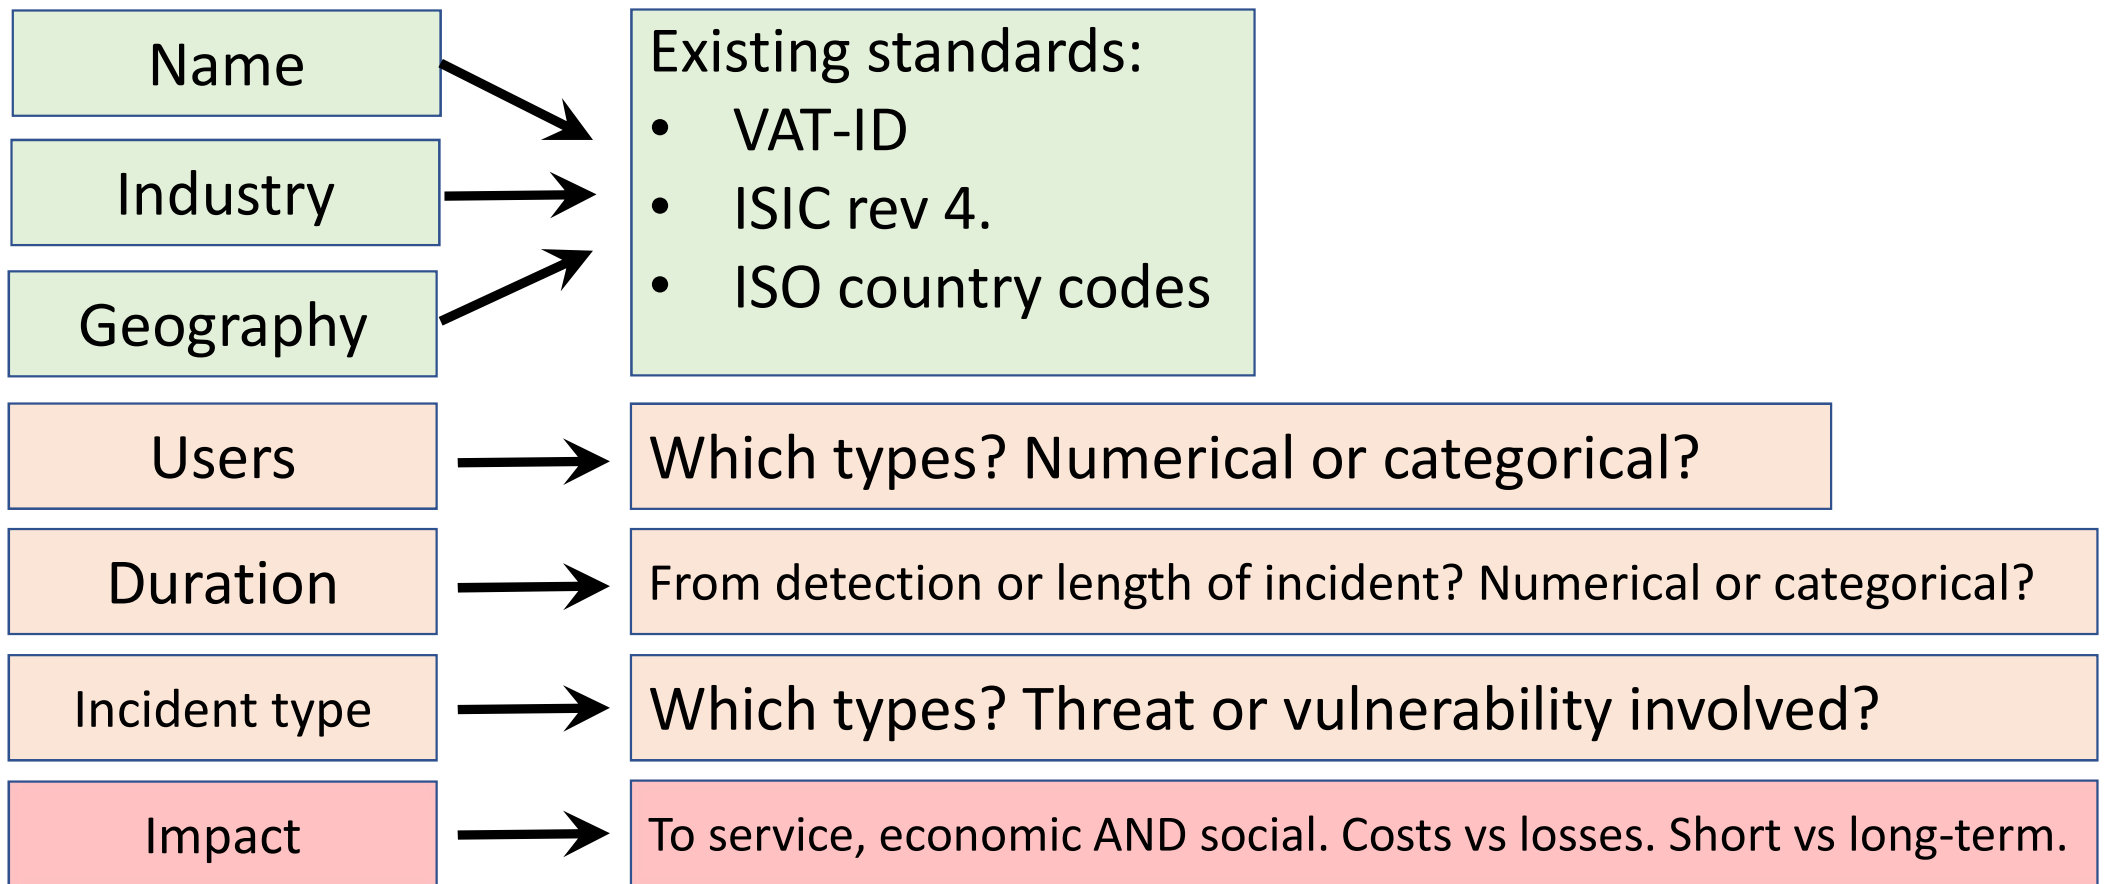 Name
Industry
Geography
Existing standards:
• VAT-ID
• ISIC rev 4.
• ISO country codes
Users
Which types? Numerical or categorical?
Duration
From detection or length of incident? Numerical or categorical?
Incident type
Which types? Threat or vulnerability involved?
Impact
To service, economic AND social. Costs vs losses. Short vs long-term.